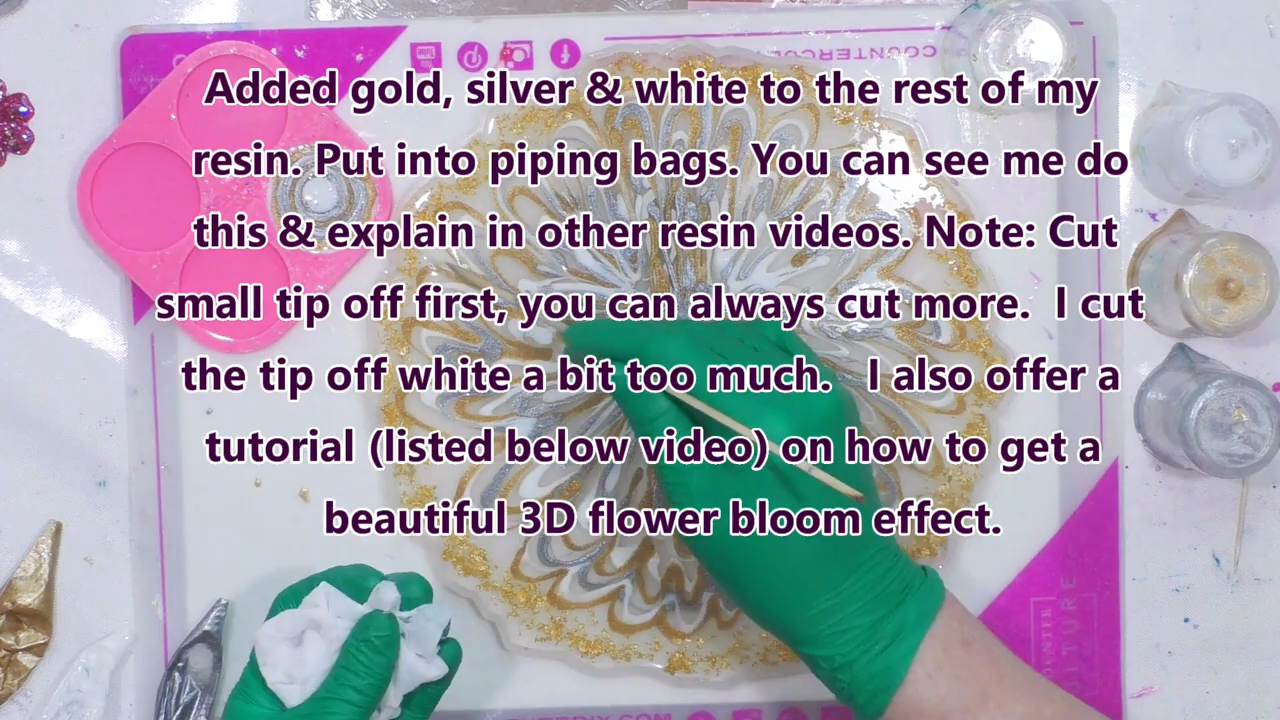 COUNTERCU
Added gold, silver & white to the rest of my
resin. Put into piping bags. You can see me do
this & explain in other resin videos. Note: Cut
small tip off first, you can always cut more.  I cut
the tip off white a bit too much.   I also offer a
tutorial (listed below video) on how to get a
beautiful 3D flower bloom effect.